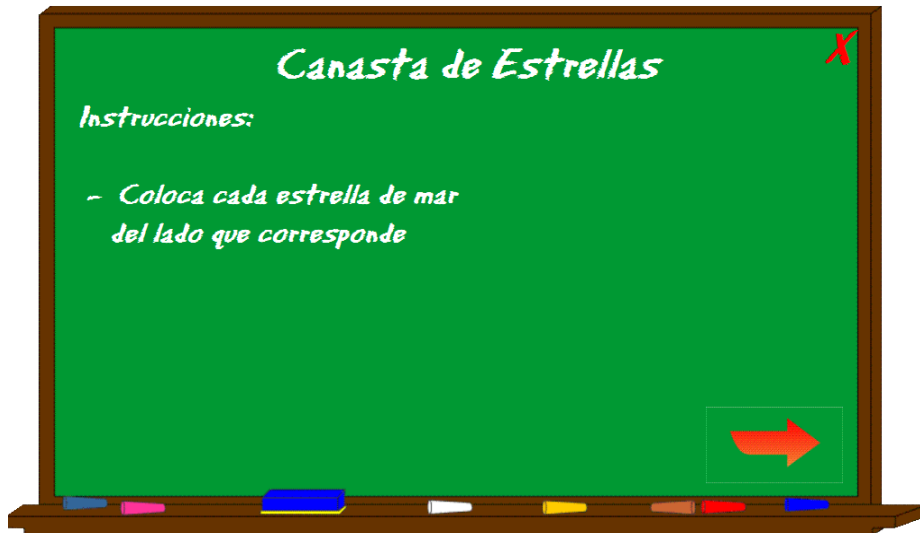 Canasta de Estrellas
X
Instrucciones:
- Coloca cada estrella de mar
del lado que corresponde